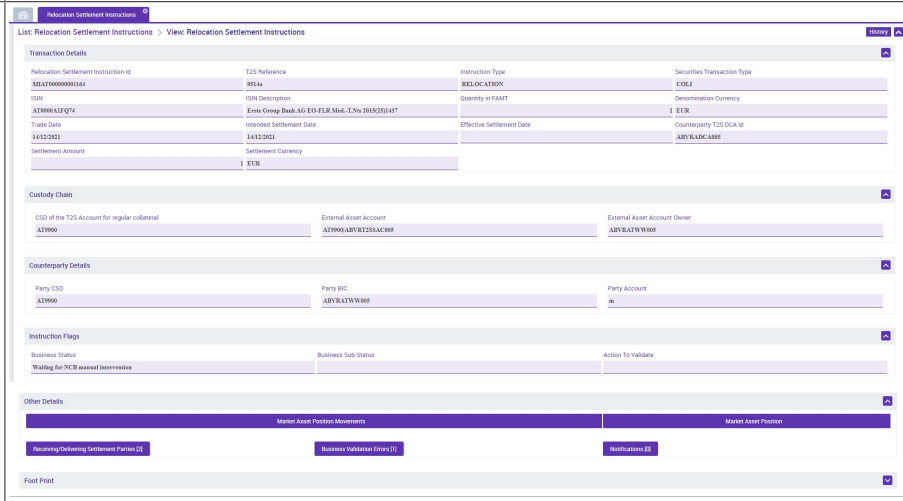 Relocation Settlement Instructions
List: Relocation Settlement Instructions > View: Relocation Settlement Instructions History
Transaction Details
Relocation Settlement Instruction Id T2S Reference Instruction Type Securities Transaction Type
MIAT000000001164 9514a RELOCATION COLI
ISIN ISIN Description Quantity in FAMT Denomination Currency
AT0000A1FQ74 Erste Group Bank AG EO-FLR Med.-T.Nts 2015(25)1437 1 EUR
Trade Date Intended Settlement Date Effective Settlement Date Counterparty T2S DCA Id
14/12/2021 14/12/2021 ABVRADCA005
Settlement Amount Settlement Currency
1 EUR
Custody Chain
CSD of the T2S Account for regular collateral External Asset Account External Asset Account Owner
AT9900 AT9900|ABVRT2SSAC005 ABVRATWW005
Counterparty Details
Party CSD Party BIC Party Account
AT9900 ABVRATWW005 m
Instruction Flags
Business Status Business Sub Status Action To Validate
Waiting for NCB manual intervention
Other Details
Market Asset Position Movements Market Asset Position
Receiving/Delivering Settlement Parties [2] Business Validation Errors [1] Notifications [0]
Foot Print